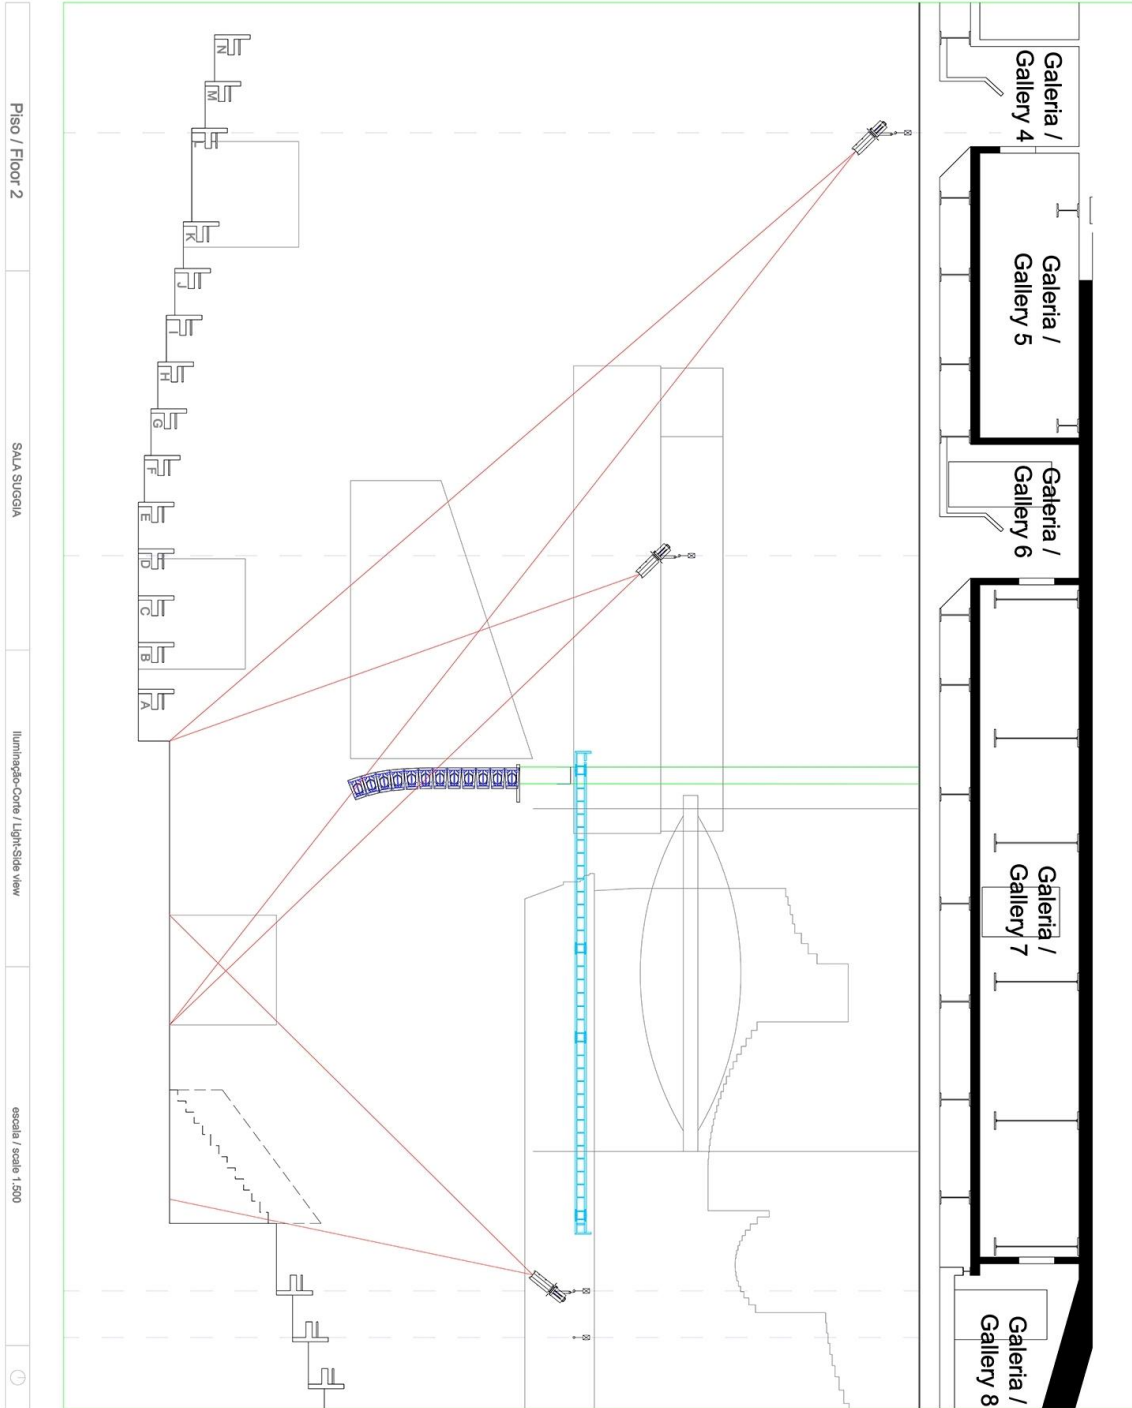 Galeria /
Gallery 4
Galeria /
Gallery 5
Galeria /
Gallery 6
Galeria /
Gallery 7
Galeria /
Gallery 8
N
M
K
J
I
H
G
F
E
D
C
B
A
Piso / Floor 2
SALA SUGGIA
Iluminação-Corte / Light-Side view
escala / scale 1.500